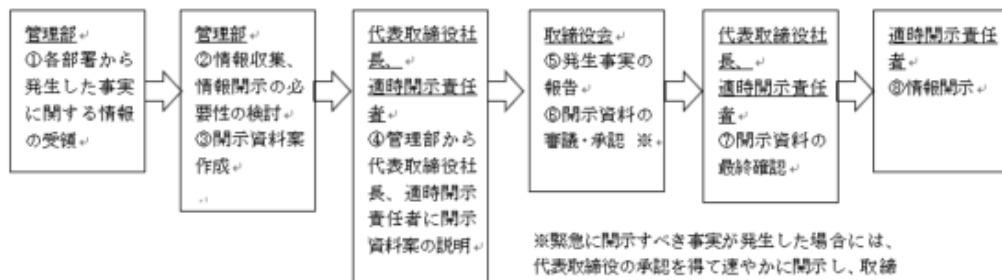 管理部
①各部署から
発生した事実
に関する情報
の受領
管理部
②情報収集、
情報開示の必
要性の検討
③開示資料案
作成
代表取締役社
長、
適時開示責任
者
④管理部から
代表取締役社
長、適時開示
責任者に開示
資料案の説明
取締役会
⑤発生事実の
報告
⑥開示資料の
審議・承認 ※
代表取締役社
長、
適時開示責任
者
⑦開示資料の
最終確認
適時開示責任
者
⑧情報開示
※緊急に開示すべき事実が発生した場合には、
代表取締役の承認を得て速やかに開示し、取締